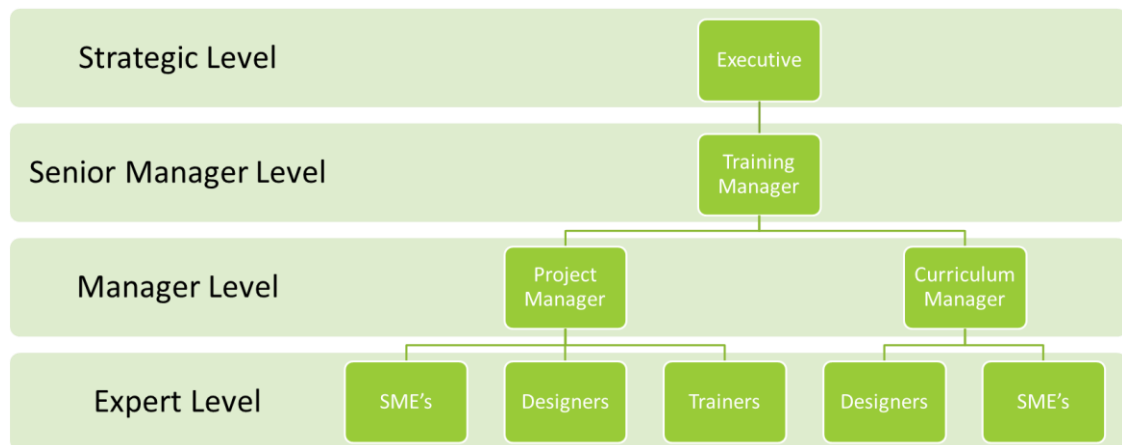 Strategic Level
Executive
Senior Manager Level
Training
Manager
Manager Level
Project
Manager
Curriculum
Manager
Expert Level
SME's
Designers
Trainers
Designers
SME's